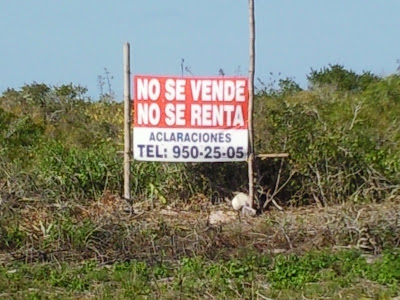 NO SE VENDE
NO SE RENTA
ACLARACIONES
TEL: 950-25-05